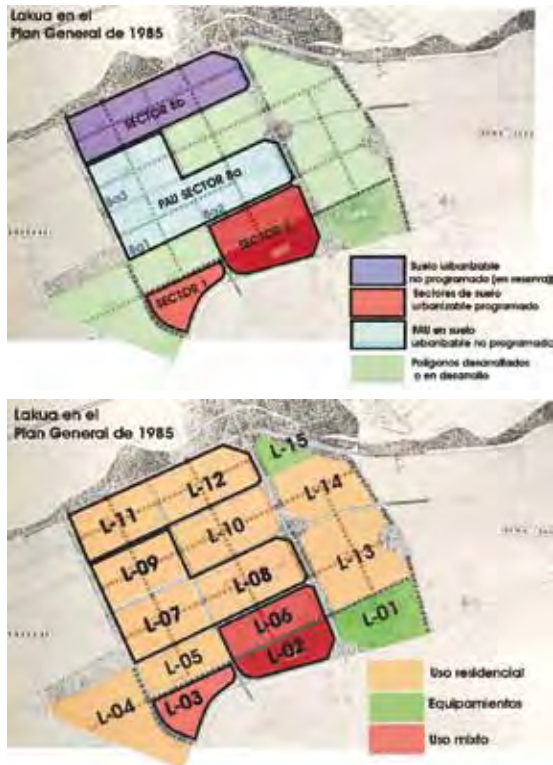 Lakua en el
Plan General de 1985
SECTOR 8b
8a3
PAU SECTOR 8a
8a2
8a1
SECTOR 2
SECTOR 1
Suelo urbanizable
no programado (en reserva)
Sectores de suelo
urbanizable programado
PAU en suelo
urbanizable no programado
Polígonos desarrollados
o en desarrollo
Lakua en el
Plan General de 1985
L-15
L-12
L-14
L-11
L-10
L-09
L-13
L-08
L-07
L-06
L-01
L-05
L-02
L-04
L-03
Uso residencial
Equipamientos
Uso mixto